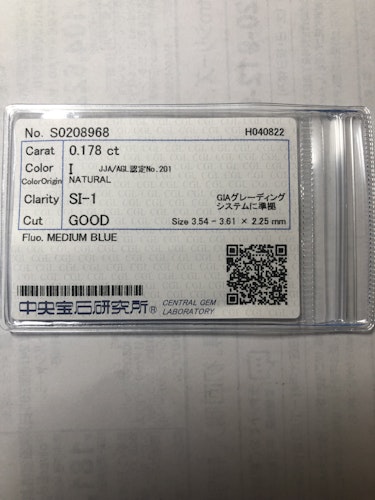 No. S0208968 H040822
Carat 0.178 ct
Color I JJA/AGL認定No.201
ColorOrigin NATURAL
Clarity SI-1 GIAグレーディング
システムに準拠
Cut GOOD Size 3.54 - 3.61 × 2.25 mm
Fluo. MEDIUM BLUE
中央宝石研究所® CENTRAL GEM
LABORATORY